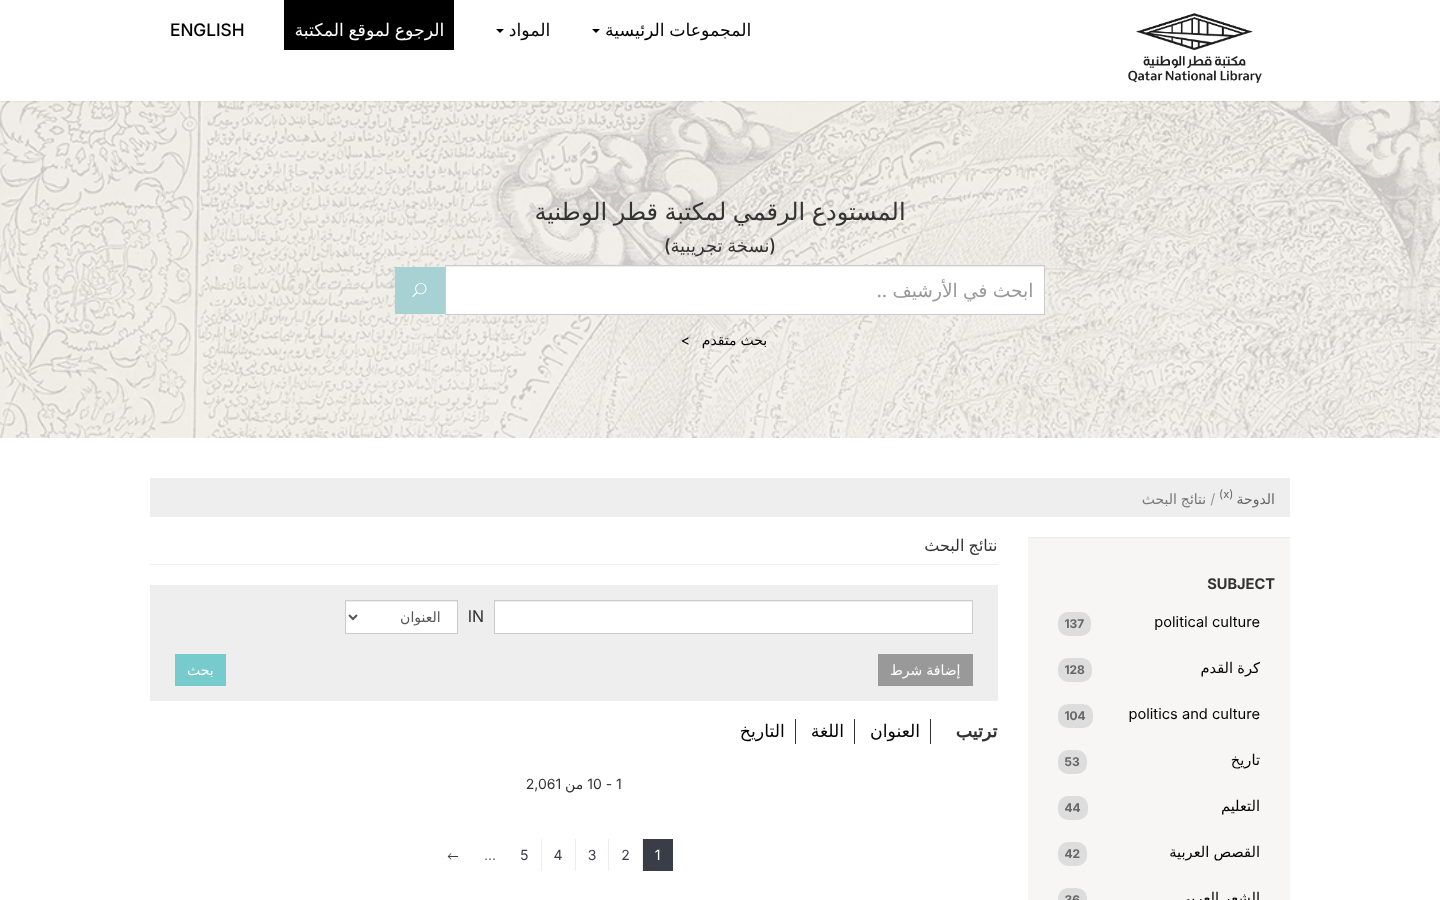 مكتبة قطر الوطنية
Qatar National Library
المجموعات الرئيسية
المواد
الرجوع لموقع المكتبة
ENGLISH
المستودع الرقمي لمكتبة قطر الوطنية
(نسخة تجريبية)
ابحث في الأرشيف ..
بحث متقدم >
الدوحة (x) / نتائج البحث
SUBJECT
political culture 137
كرة القدم 128
politics and culture 104
تاريخ 53
التعليم 44
القصص العربية 42
نتائج البحث
IN العنوان
إضافة شرط
بحث
ترتيب العنوان اللغة التاريخ
1 - 10 من 2,061
1 2 3 4 5 ... ←